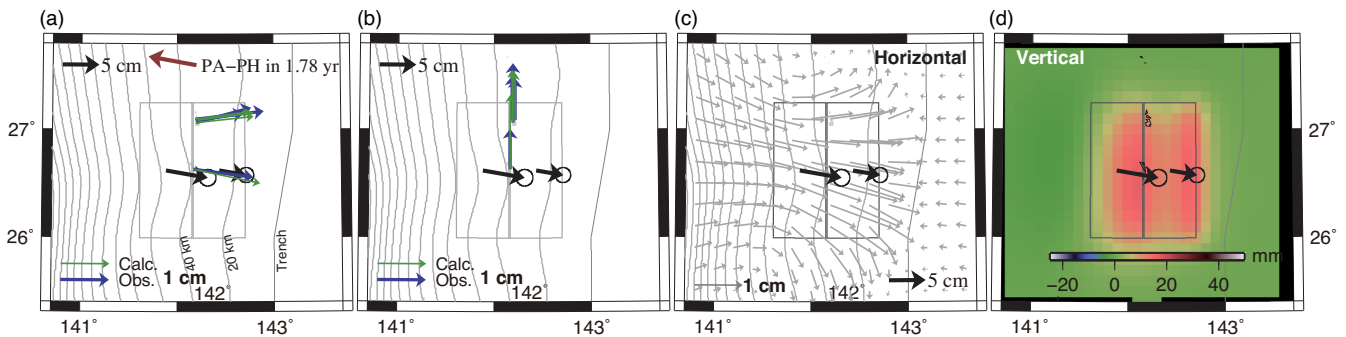 (a)
5 cm
PA−PH in 1.78 yr
27˚
26˚
40 km
20 km
Trench
Calc.
Obs.
1 cm
142˚
141˚
143˚
(b)
5 cm
Calc.
Obs.
1 cm
142˚
141˚
143˚
(c)
Horizontal
1 cm
142˚
5 cm
141˚
143˚
(d)
Vertical
27˚
26˚
mm
−20
0
20
40
141˚
142˚
143˚